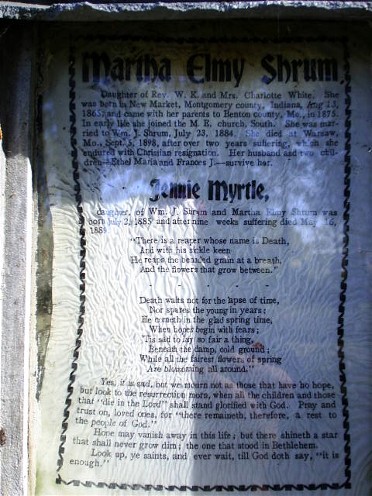 Martha Elmy Shrum
Daughter of Rev. W. K. and Mrs. Charlotte White. She
was born in New Market, Montgomery county, Indiana, Aug 13,
1865, and came with her parents to Benton county, Mo., in 1875.
In early life she joined the M. E. church, South. She was mar-
ried to Wm. J. Shrum, July 23, 1884. She died at Warsaw,
Mo., Sept. 5, 1898, after over two years suffering, which she
endured with Christian resignation. Her husband and two chil-
dren—Ethel Maria and Frances J.—survive her.
Jennie Myrtle,
daughter of Wm. J. Shrum and Martha Elmy Shrum was
born July 2, 1885 and after nine weeks suffering died May 16,
188
"There is a reaper whose name is Death,
And with his sickle keen
He reaps the bearded grain at a breath,
And the flowers that grow between."
Death waits not for the lapse of time,
Nor spares the young in years;
He cometh in the glad spring time,
When hopes begin with fears;
'Tis sad to lay so fair a thing,
Beneath the damp, cold ground;
While all the fairest flowers of spring
Are blooming all around."
Yes, it is sad, but we mourn not as those that have no hope,
but look to the resurrection morn, when all the children and those
that "die in the Lord" shall stand glorified with God. Pray and
trust on, loved ones, for "there remaineth, therefore, a rest to
the people of God."
Hope may vanish away in this life; but there shineth a star
that shall never grow dim; the one that stood in Bethlehem.
Look up, ye saints, and ever wait, till God doth say, "it is
enough."